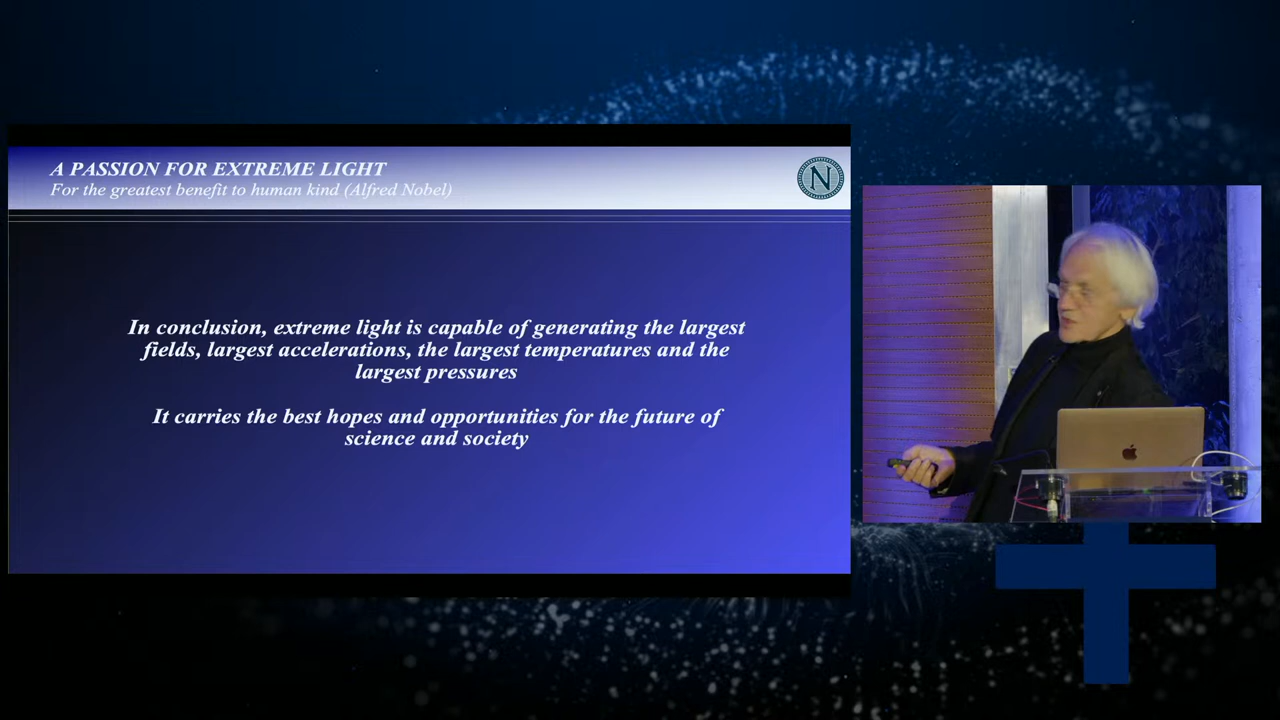 A PASSION FOR EXTREME LIGHT
For the greatest benefit to human kind (Alfred Nobel)
N
In conclusion, extreme light is capable of generating the largest
fields, largest accelerations, the largest temperatures and the
largest pressures
It carries the best hopes and opportunities for the future of
science and society